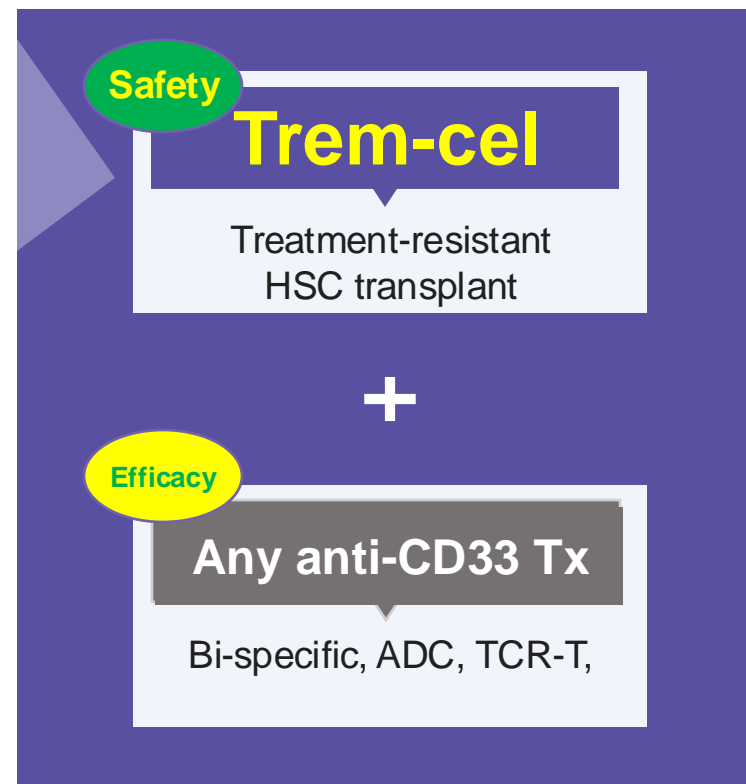 Safety
Trem-cel
Treatment-resistant
HSC transplant
+
Efficacy
Any anti-CD33 Tx
Bi-specific, ADC, TCR-T,